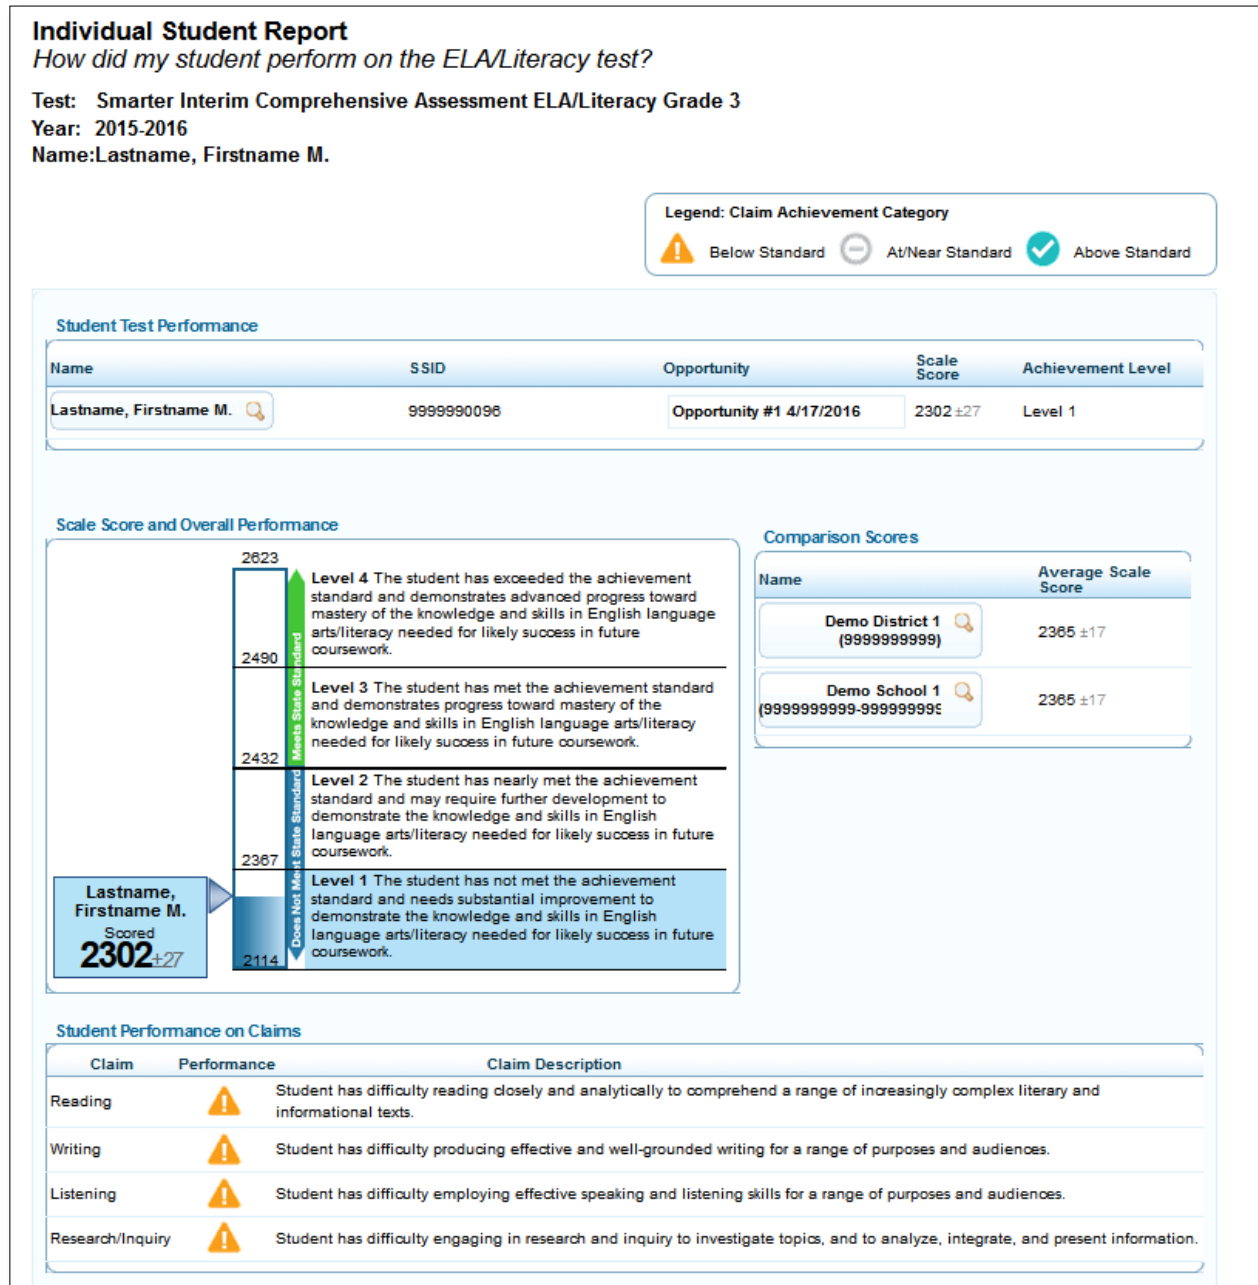 Individual Student Report
How did my student perform on the ELA/Literacy test?
Test: Smarter Interim Comprehensive Assessment ELA/Literacy Grade 3
Year: 2015-2016
Name:Lastname, Firstname M.
Legend: Claim Achievement Category
Below Standard At/Near Standard Above Standard
Student Test Performance
Name SSID Opportunity Scale Score Achievement Level
Lastname, Firstname M. 9999990096 Opportunity #1 4/17/2016 2302 ±27 Level 1
Scale Score and Overall Performance
2623
Level 4 The student has exceeded the achievement
standard and demonstrates advanced progress toward
mastery of the knowledge and skills in English language
arts/literacy needed for likely success in future
coursework.
2490
Level 3 The student has met the achievement standard
and demonstrates progress toward mastery of the
knowledge and skills in English language arts/literacy
needed for likely success in future coursework.
2432
Meets State Standard
Level 2 The student has nearly met the achievement
standard and may require further development to
demonstrate the knowledge and skills in English
language arts/literacy needed for likely success in future
coursework.
2367
Level 1 The student has not met the achievement
standard and needs substantial improvement to
demonstrate the knowledge and skills in English
language arts/literacy needed for likely success in future
coursework.
2114
Does Not Meet State Standard
Lastname,
Firstname M.
Scored
2302±27
Comparison Scores
Name Average Scale Score
Demo District 1
(9999999999)
2365 ±17
Demo School 1
(9999999999-999999999
2365 ±17
Student Performance on Claims
Claim Performance Claim Description
Reading Student has difficulty reading closely and analytically to comprehend a range of increasingly complex literary and
informational texts.
Writing Student has difficulty producing effective and well-grounded writing for a range of purposes and audiences.
Listening Student has difficulty employing effective speaking and listening skills for a range of purposes and audiences.
Research/Inquiry Student has difficulty engaging in research and inquiry to investigate topics, and to analyze, integrate, and present information.